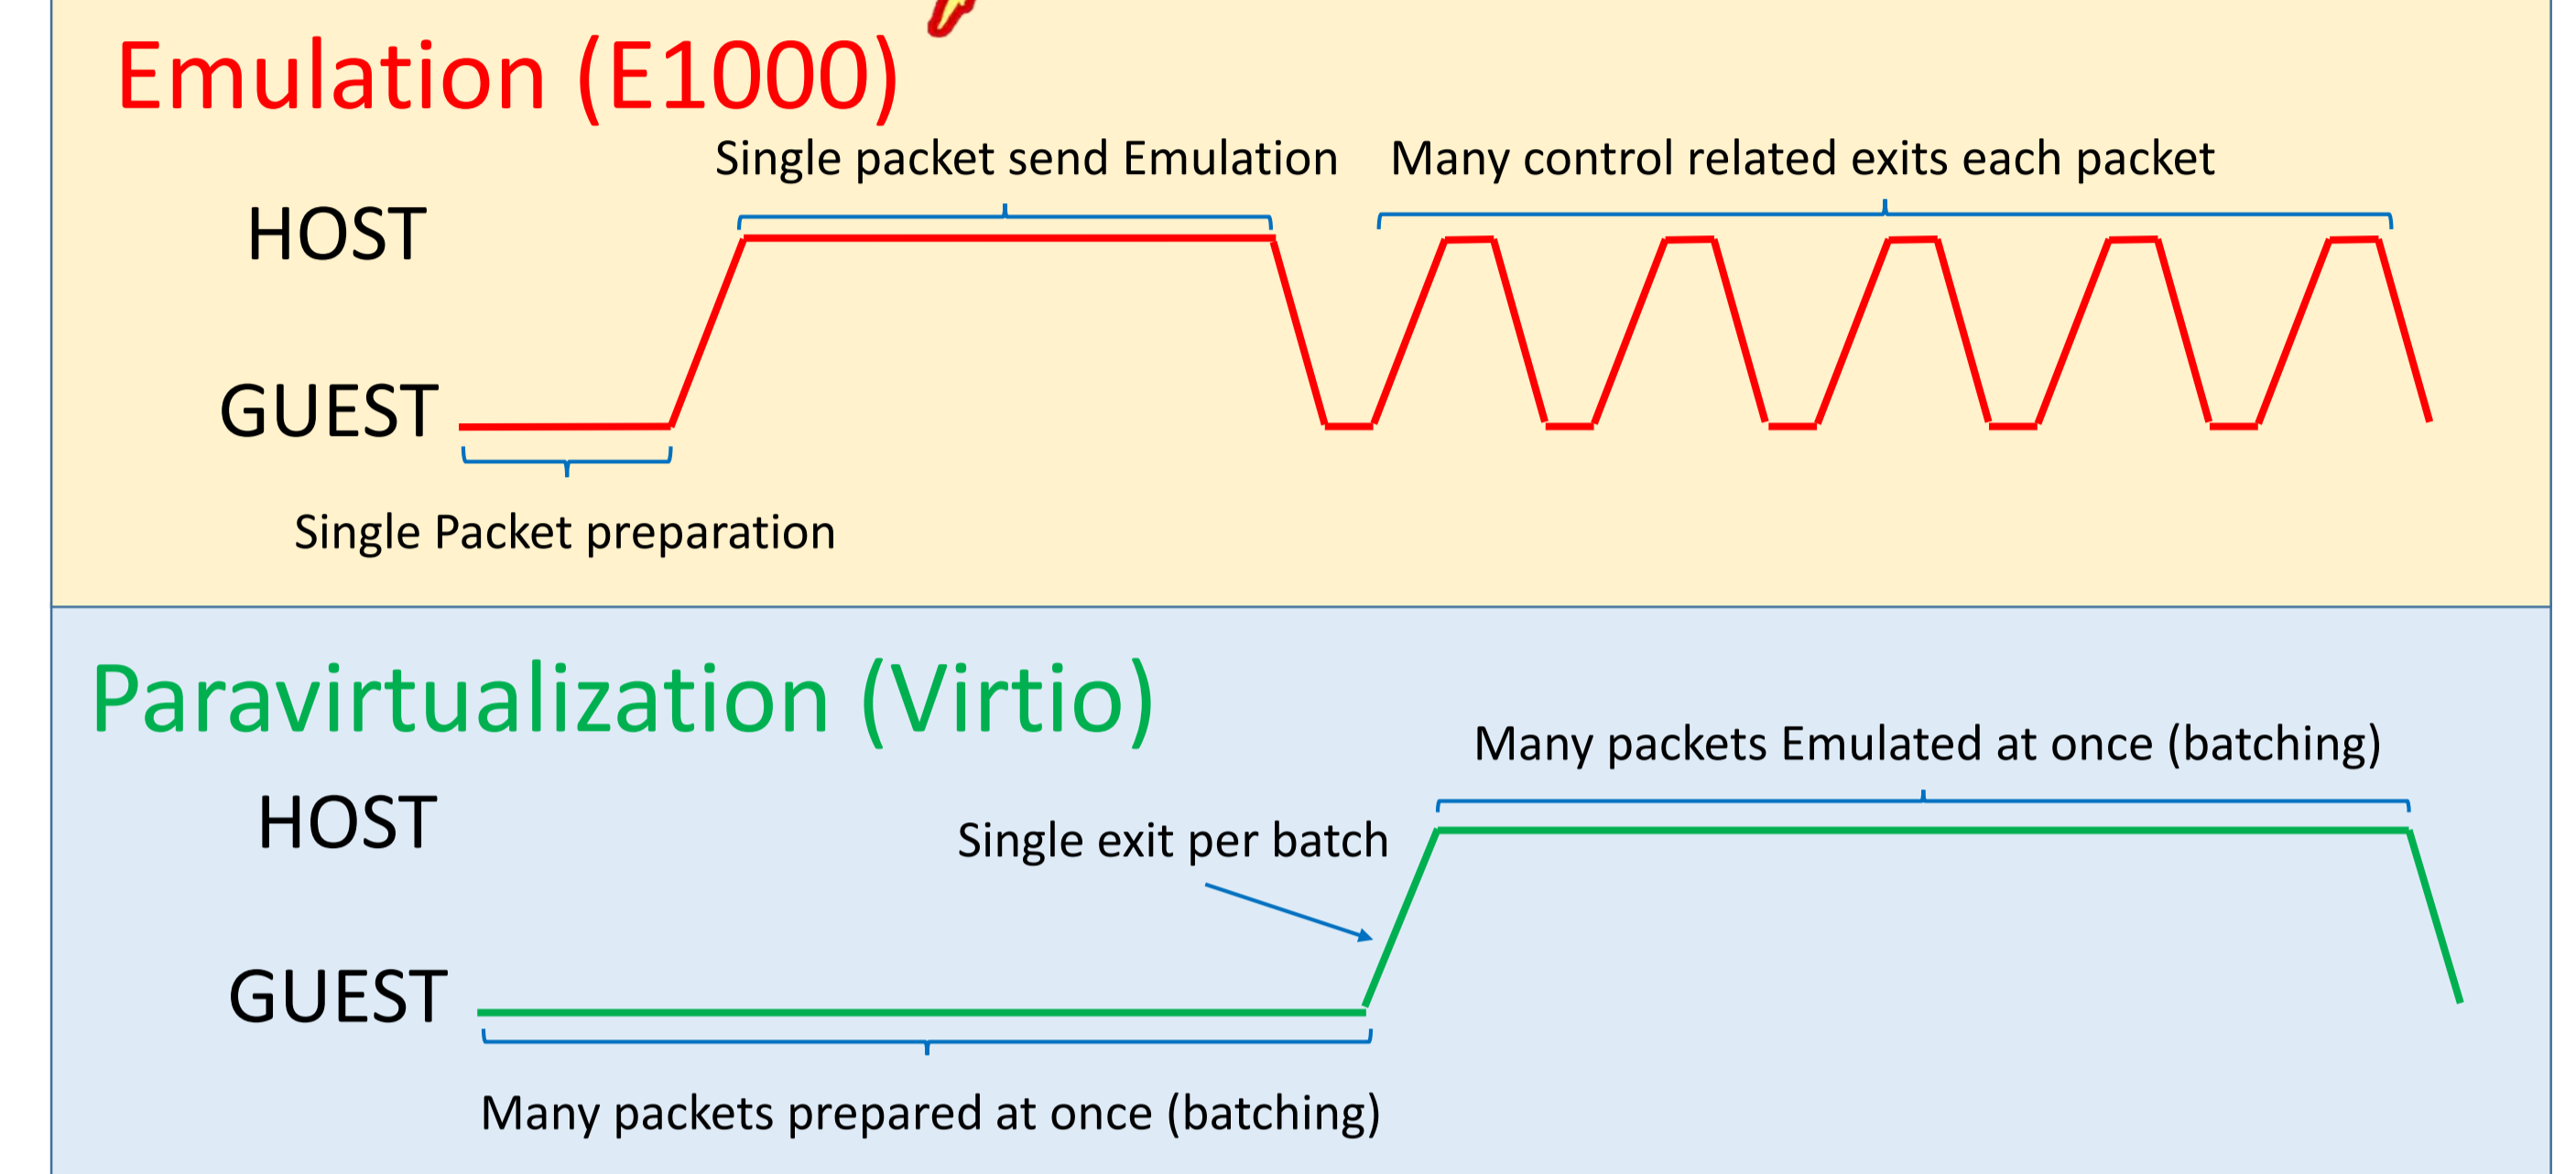 Emulation (E1000)
Single packet send Emulation
Many control related exits each packet
HOST
GUEST
Single Packet preparation
Paravirtualization (Virtio)
Many packets Emulated at once (batching)
HOST
Single exit per batch
GUEST
Many packets prepared at once (batching)